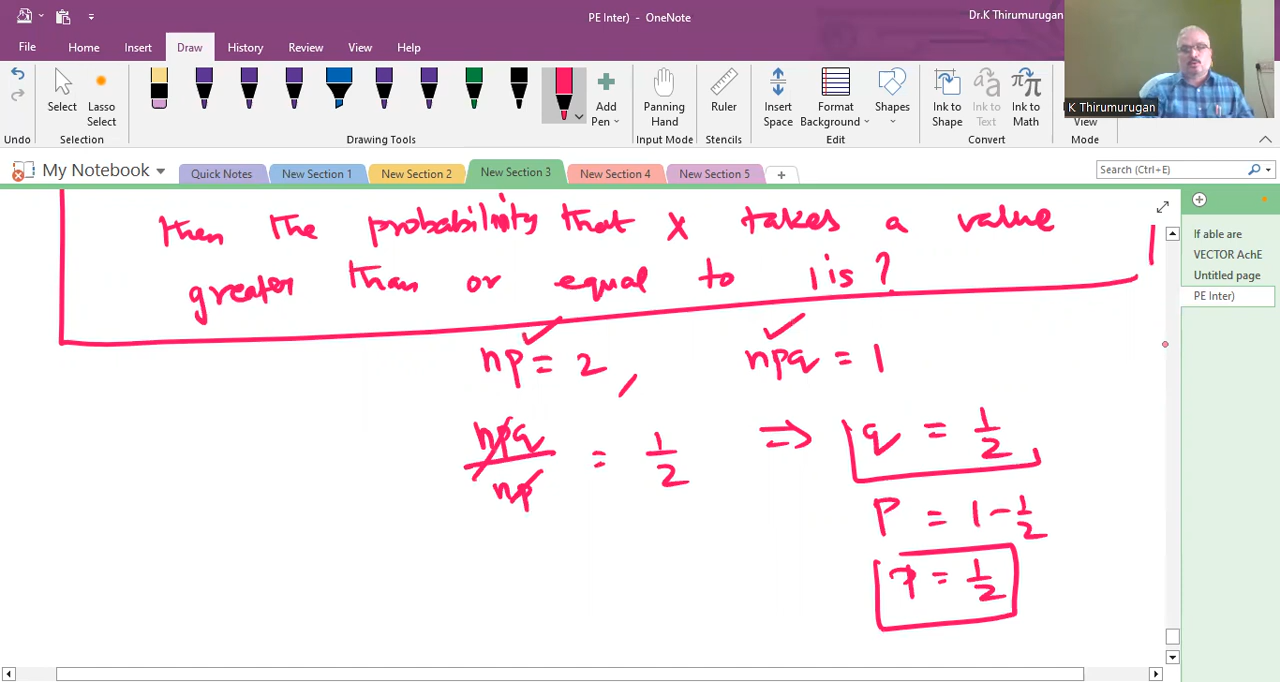 PE Inter) - OneNote
Dr.K Thirumurugan
File Home Insert Draw History Review View Help
Undo
Select
Lasso Select
Selection
Drawing Tools
Add Pen
Panning Hand
Input Mode
Ruler
Stencils
Insert Space
Format Background
Shapes
Edit
Ink to Shape
Ink to Text
Ink to Math
Convert
Mode
View
K Thirumurugan
My Notebook
Quick Notes
New Section 1
New Section 2
New Section 3
New Section 4
New Section 5
+
Search (Ctrl+E)
If able are
VECTOR AchE
Untitled page
PE Inter)
then the probability that x takes a value
greater than or equal to 1 is ?
np = 2 , npq = 1
npq/np = 1/2 ⇒ q = 1/2
P = 1 - 1/2
p = 1/2